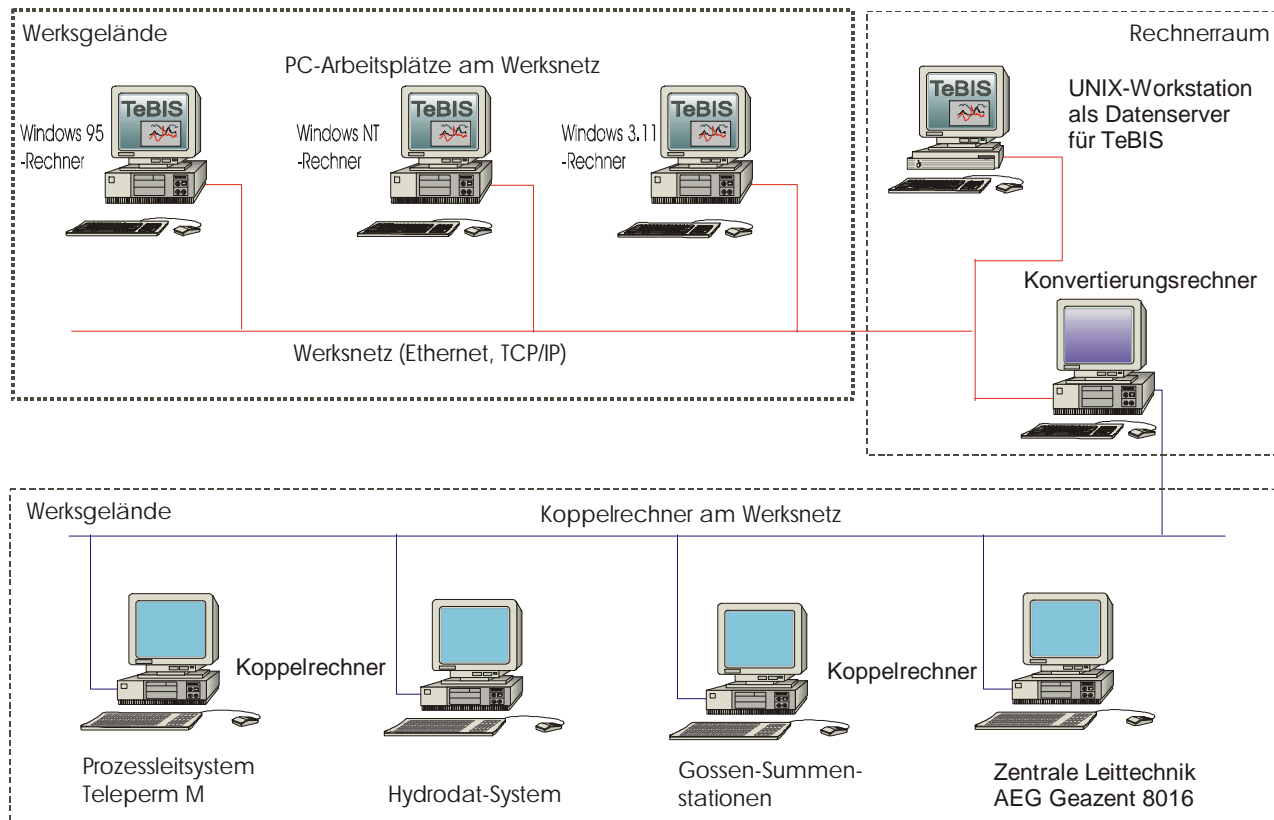 Werksgelände
Rechnerraum
PC-Arbeitsplätze am Werksnetz
TeBIS
TeBIS
TeBIS
TeBIS
Windows 95
-Rechner
Windows NT
-Rechner
Windows 3.11
-Rechner
UNIX-Workstation
als Datenserver
für TeBIS
Konvertierungsrechner
Werksnetz (Ethernet, TCP/IP)
Werksgelände
Koppelrechner am Werksnetz
Koppelrechner
Koppelrechner
Prozessleitsystem
Teleperm M
Hydrodat-System
Gossen-Summen-
stationen
Zentrale Leittechnik
AEG Geazent 8016